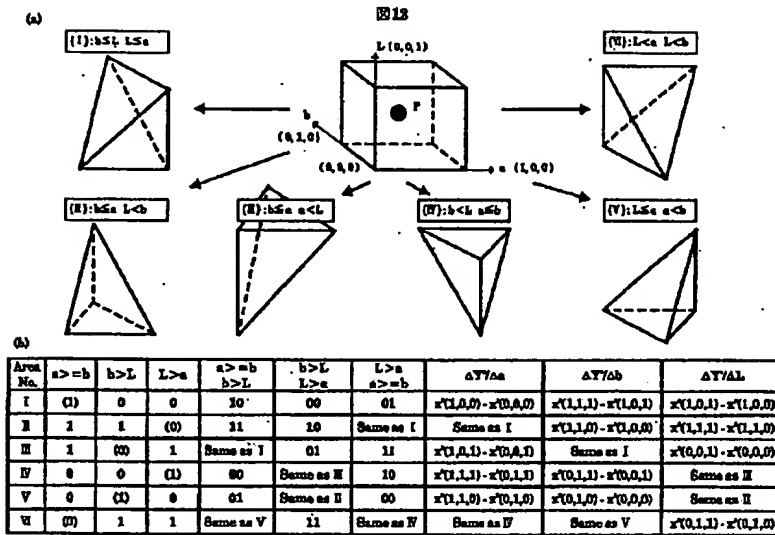 図12
(a)
(I):b≦L L≦a
L(0,0,1)
(VI):L<a L<b
P
b
(0,1,0)
(0,0,0)
a (1,0,0)
(II):b≦a L<b
(III):b≦a a<L
(IV):b<L a≦b
(V):L≦a a<b
(b)
Area No. a>=b b>L L>a a>=b b>L b>L L>a L>a a>=b ΔT'/Δa ΔT'/Δb ΔT'/ΔL
I (1) 0 0 10 00 01 x'(1,0,0) - x'(0,0,0) x'(1,1,1) - x'(1,0,1) x'(1,0,1) - x'(1,0,0)
II 1 1 (0) 11 10 Same as I Same as I x'(1,1,0) - x'(1,0,0) x'(1,1,1) - x'(1,1,0)
III 1 (0) 1 Same as I 01 11 x'(1,0,1) - x'(0,0,1) Same as I x'(0,0,1) - x'(0,0,0)
IV 0 0 (1) 00 Same as III 10 x'(1,1,1) - x'(0,1,1) x'(0,1,1) - x'(0,0,1) Same as III
V 0 (1) 0 01 Same as II 00 x'(1,1,0) - x'(0,1,0) x'(0,1,0) - x'(0,0,0) Same as II
VI (0) 1 1 Same as V 11 Same as IV Same as IV Same as V x'(0,1,1) - x'(0,1,0)